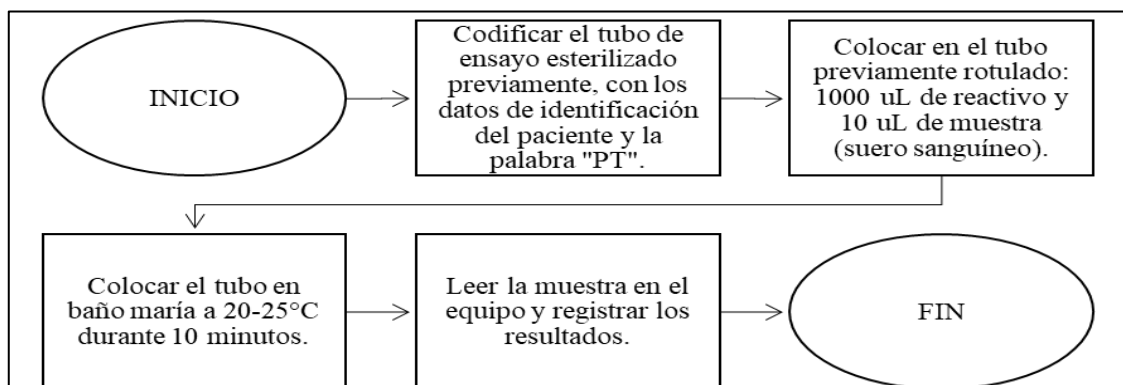 INICIO
Codificar el tubo de
ensayo esterilizado
previamente, con los
datos de identificación
del paciente y la
palabra "PT".
Colocar en el tubo
previamente rotulado:
1000 uL de reactivo y
10 uL de muestra
(suero sanguíneo).
Colocar el tubo en
baño maría a 20-25°C
durante 10 minutos.
Leer la muestra en el
equipo y registrar los
resultados.
FIN